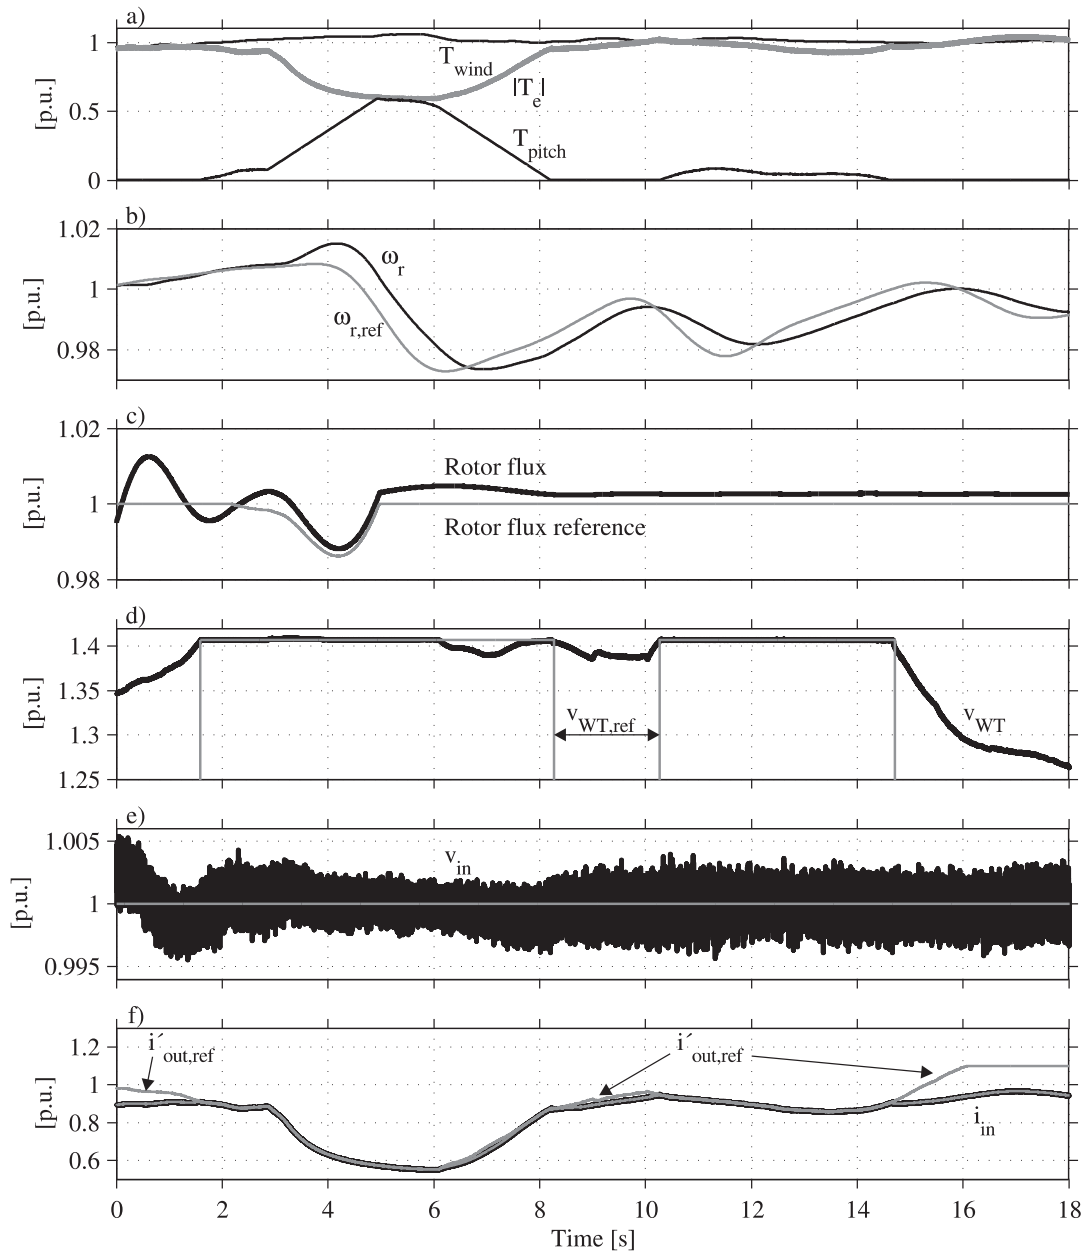 a)
1
0.5
0
[p.u.]
T_wind
|T_e|
T_pitch
b)
1.02
1
0.98
[p.u.]
ω_r
ω_r,ref
c)
1.02
1
0.98
[p.u.]
Rotor flux
Rotor flux reference
d)
1.4
1.35
1.3
1.25
[p.u.]
v_WT,ref
v_WT
e)
1.005
1
0.995
[p.u.]
v_in
f)
1.2
1
0.8
0.6
[p.u.]
i´_out,ref
i´_out,ref
i_in
0 2 4 6 8 10 12 14 16 18
Time [s]